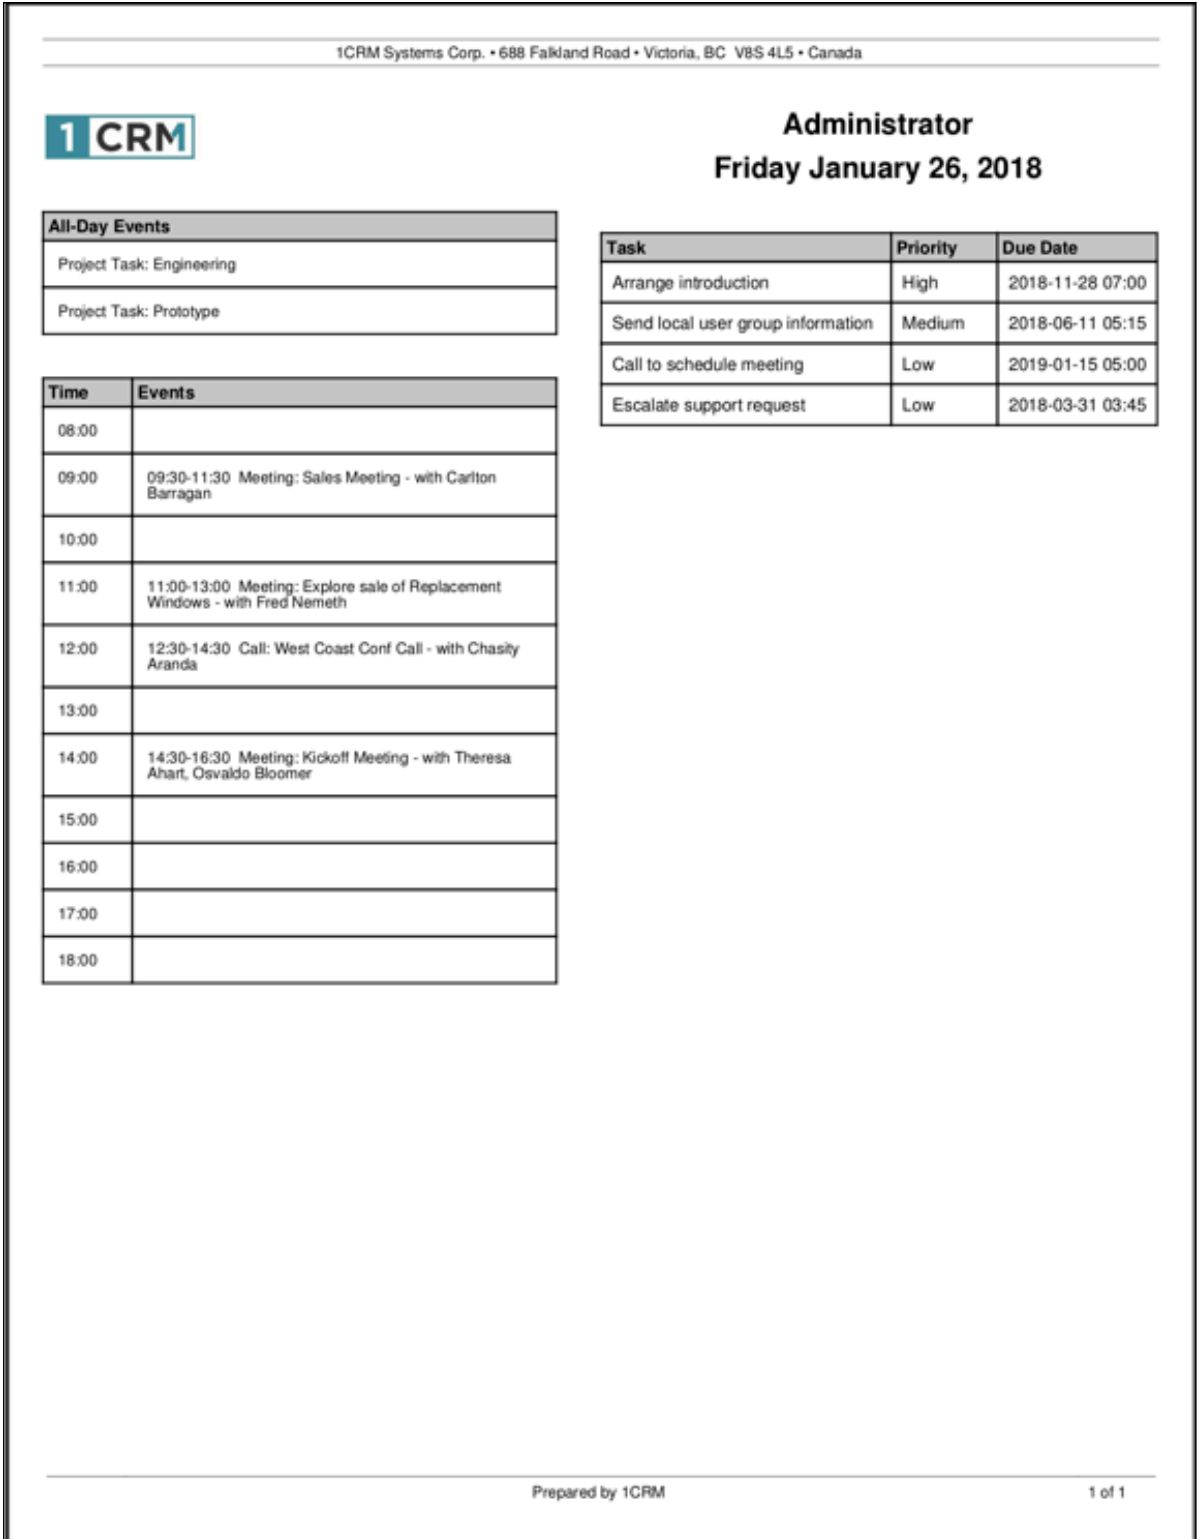 1CRM Systems Corp. • 688 Falkland Road • Victoria, BC  V8S 4L5 • Canada
1 CRM
Administrator
Friday January 26, 2018
All-Day Events
Project Task: Engineering
Project Task: Prototype
Task Priority Due Date
Arrange introduction High 2018-11-28 07:00
Send local user group information Medium 2018-06-11 05:15
Call to schedule meeting Low 2019-01-15 05:00
Escalate support request Low 2018-03-31 03:45
Time Events
08:00
09:00 09:30-11:30  Meeting: Sales Meeting - with Carlton
Barragan
10:00
11:00 11:00-13:00  Meeting: Explore sale of Replacement
Windows - with Fred Nemeth
12:00 12:30-14:30  Call: West Coast Conf Call - with Chasity
Aranda
13:00
14:00 14:30-16:30  Meeting: Kickoff Meeting - with Theresa
Ahart, Osvaldo Bloomer
15:00
16:00
17:00
18:00
Prepared by 1CRM 1 of 1